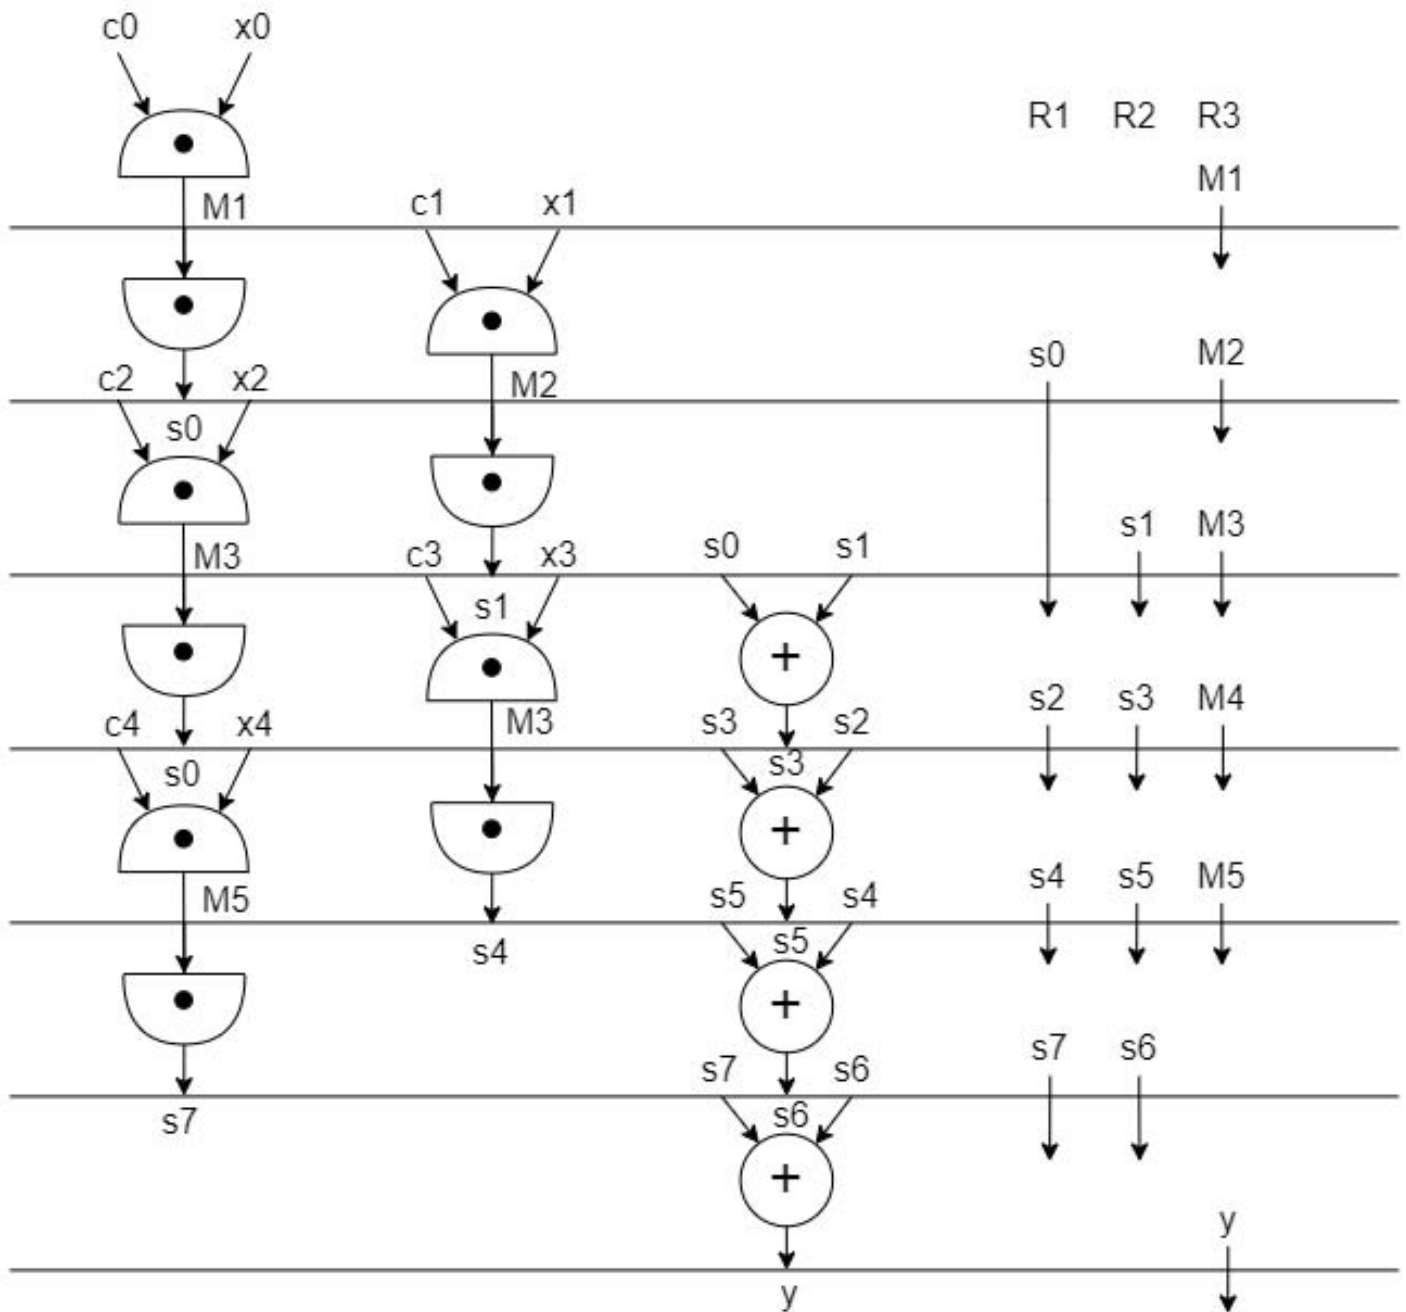 c0 x0
R1 R2 R3
M1
M1 c1 x1
s0 M2
c2 x2 M2
s0
s1 M3
M3 c3 x3 s0 s1
s1
s2 s3 M4
c4 x4 M3 s3 s2
s0 s3
s4 s5 M5
M5 s5 s4
s4 s5
s7 s6
s7 s6
s7 s6
y
y